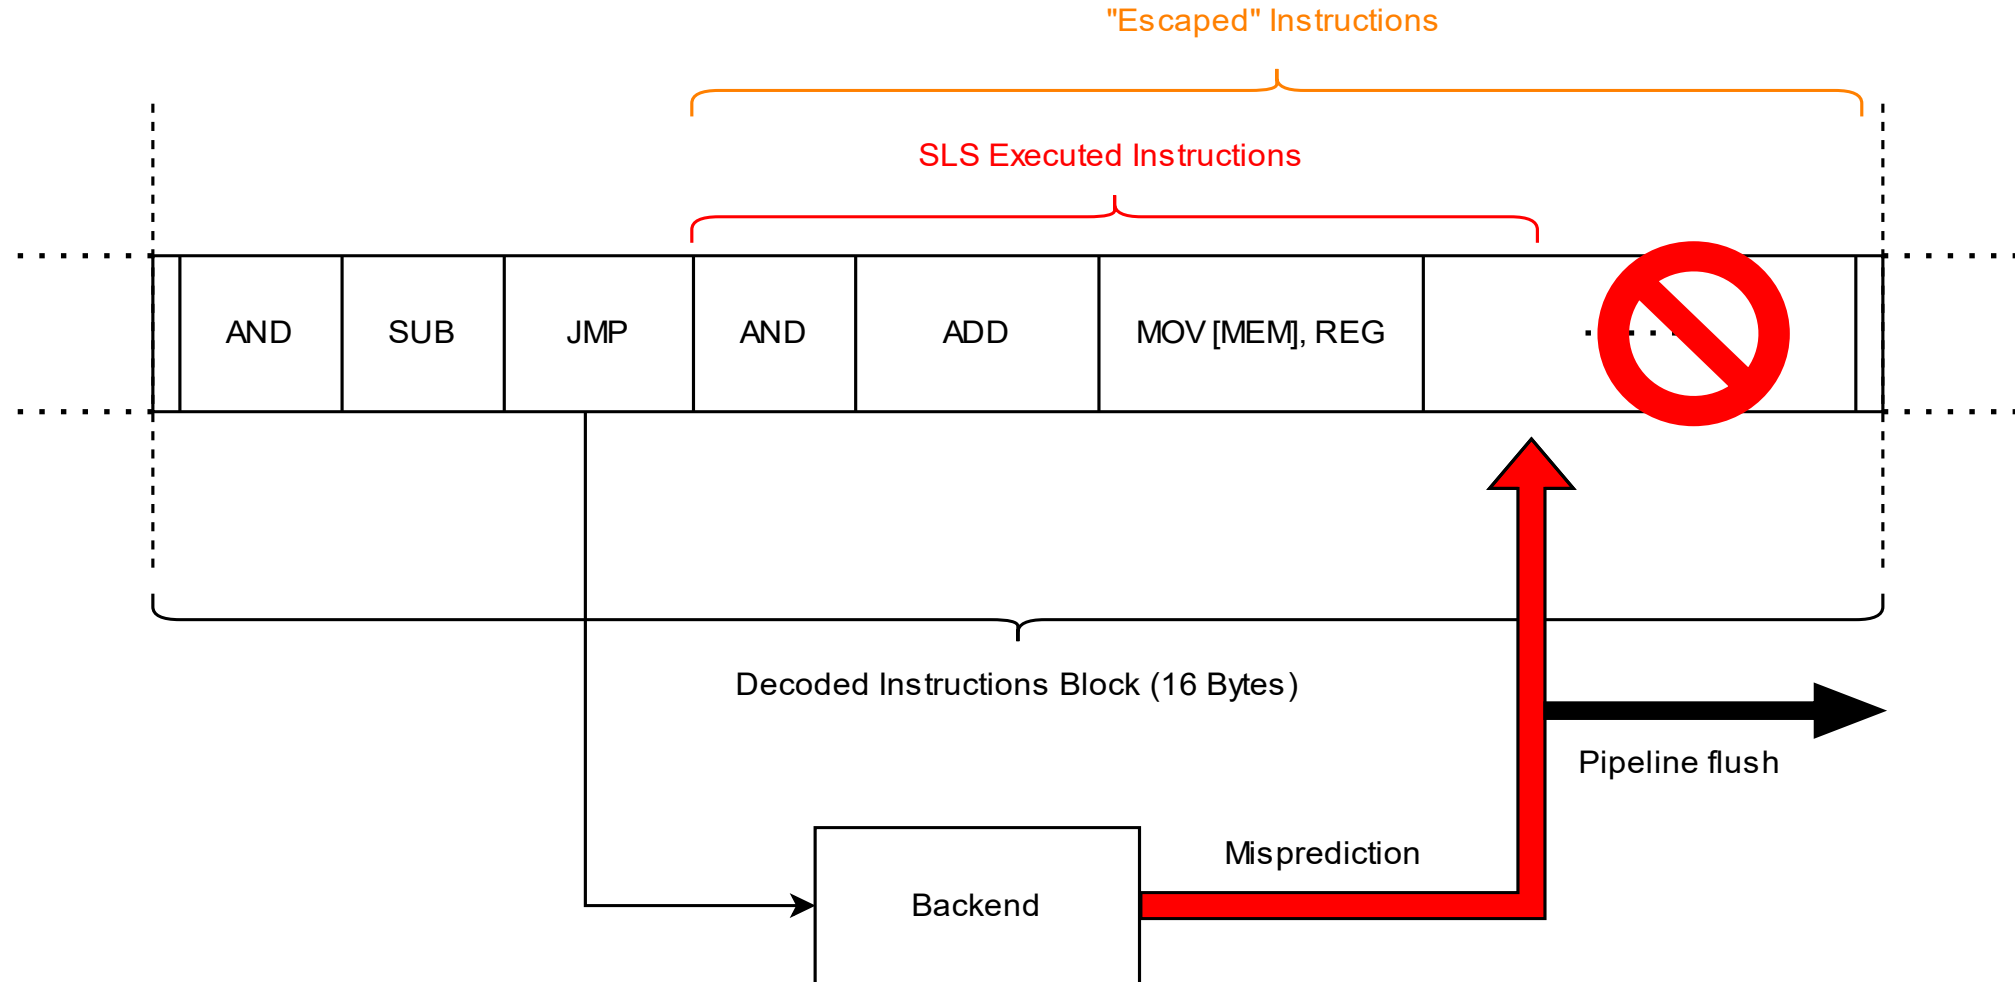 "Escaped" Instructions
SLS Executed Instructions
AND
SUB
JMP
AND
ADD
MOV [MEM], REG
Decoded Instructions Block (16 Bytes)
Pipeline flush
Misprediction
Backend